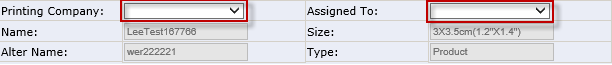 Printing Company: Assigned To:
Name: LeeTest167766 Size: 3X3.5cm(1.2"X1.4")
Alter Name: wer222221 Type: Product